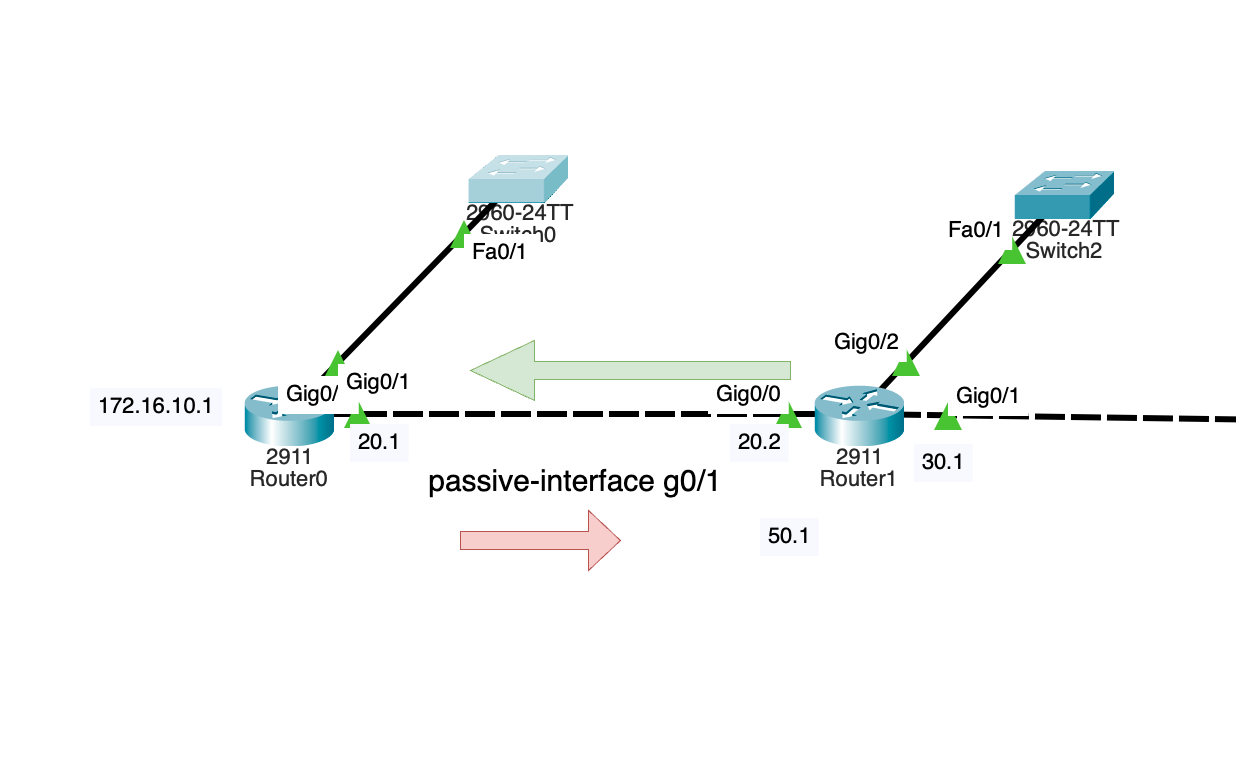 2960-24TT
Switch0
Fa0/1
Fa0/1
2960-24TT
Switch2
Gig0/2
Gig0/
Gig0/1
Gig0/0
Gig0/1
172.16.10.1
20.1
20.2
30.1
2911
Router0
2911
Router1
passive-interface g0/1
50.1